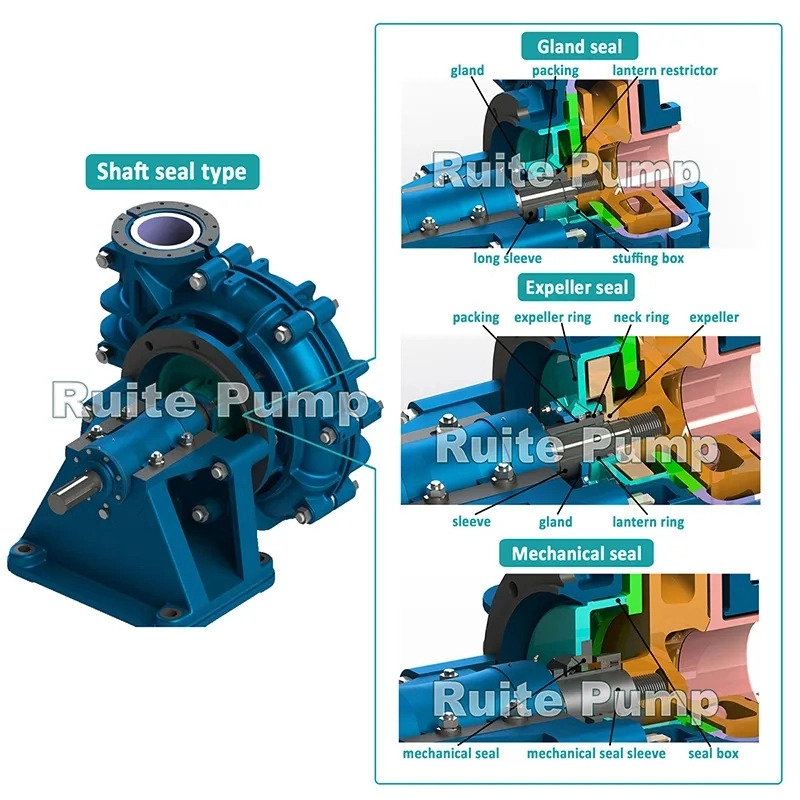 Shaft seal type
Ruite Pump
Gland seal
gland packing lantern restrictor
Ruite Pump
long sleeve stuffing box
Expeller seal
packing expeller ring neck ring expeller
Ruite Pump
sleeve gland lantern ring
Mechanical seal
Ruite Pump
mechanical seal mechanical seal sleeve seal box